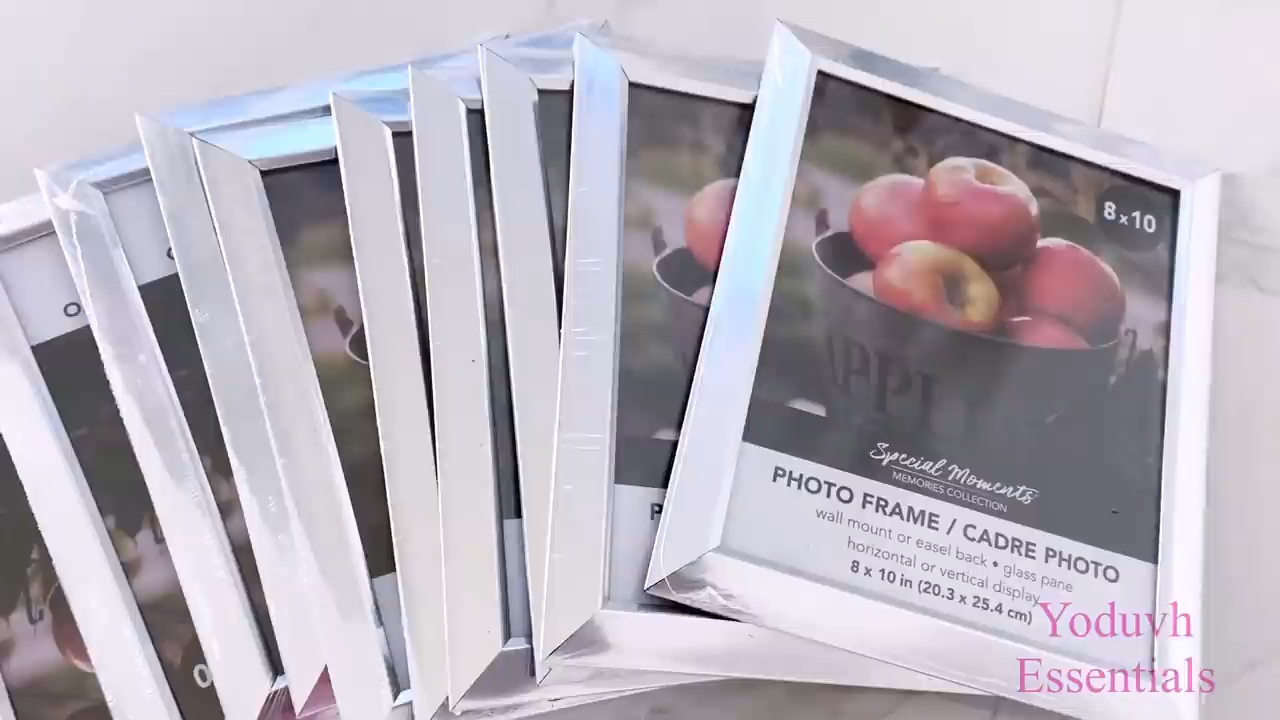 8x10
APPL
Special Moments
MEMORIES COLLECTION
PHOTO FRAME / CADRE PHOTO
wall mount or easel back • glass pane
horizontal or vertical display
8 x 10 in (20.3 x 25.4 cm)
P
O
Yoduvh
Essentials